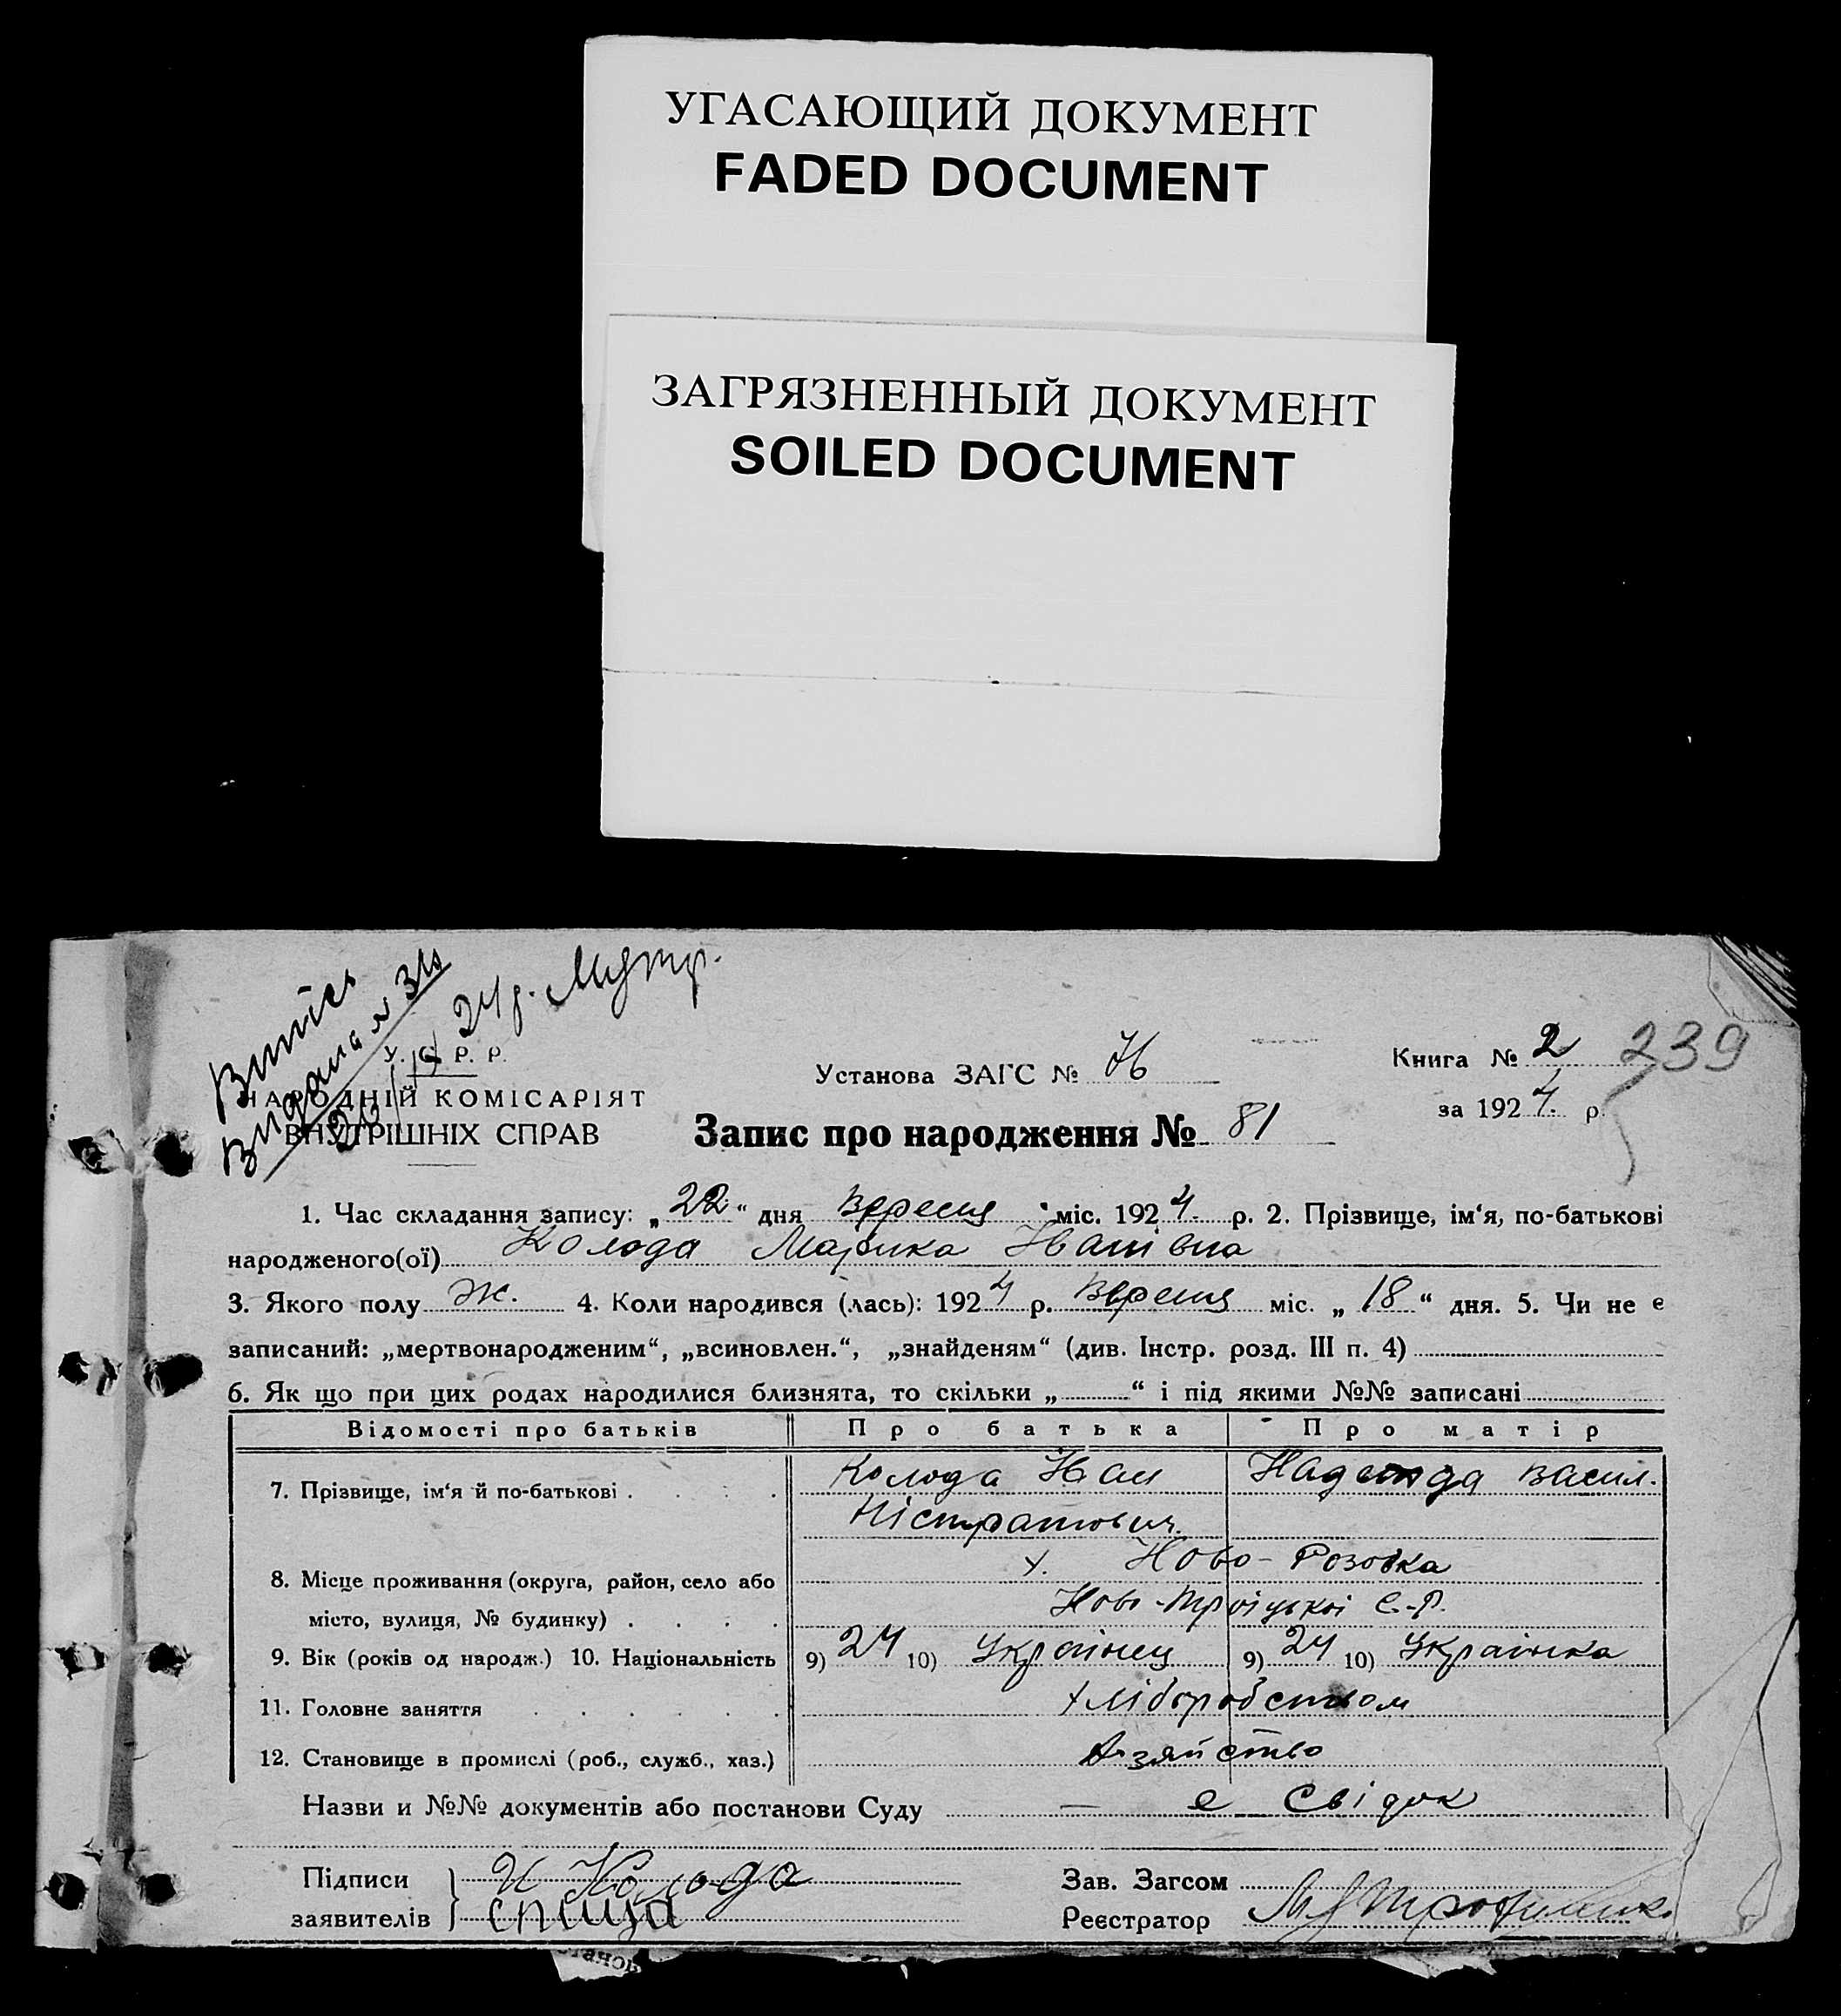 УГАСАЮЩИЙ ДОКУМЕНТ
FADED DOCUMENT
ЗАГРЯЗНЕННЫЙ ДОКУМЕНТ
SOILED DOCUMENT
Випісь
Видана №
У. С. Р. Р.
НАРОДНІЙ КОМІСАРІЯТ
ВНУТРІШНІХ СПРАВ
Установа ЗАГС №
Книга № 2 239
за 1924 р.
Запис про народження № 81
1. Час складання запису: „22“ дня Вересня міс. 1924 р. 2. Прізвище, ім‘я, по-батькові
народженого(ої) Колода Марика Іванівна
3. Якого полу Ж. 4. Коли народився (лась): 1924 р. Вересня міс. „18“ дня. 5. Чи не є
записаний: „мертвонародженим“, „всиновлен.“, „знайденям“ (див. Інстр. розд. III п. 4)
6. Як що при цих родах народилися близнята, то скільки „ “ і під якими №№ записані
Відомості про батьків Про батька Про матір
7. Прізвище, ім‘я й по-батькові Колода Іван Надежда Васил.
Ністратович
8. Місце проживання (округа, район, село або х. Ново-Розовка
місто, вулиця, № будинку) Ново-Троіцькоі С.-Р.
9. Вік (років од народж.) 10. Національність 9) 24 10) Українец 9) 24 10) Українка
11. Головне заняття хліборобством
12. Становище в промислі (роб., служб., хаз.)
Назви и №№ документів або постанови Суду — є Свідок
Підписи И Колода Зав. Загсом
заявителів Реєстратор